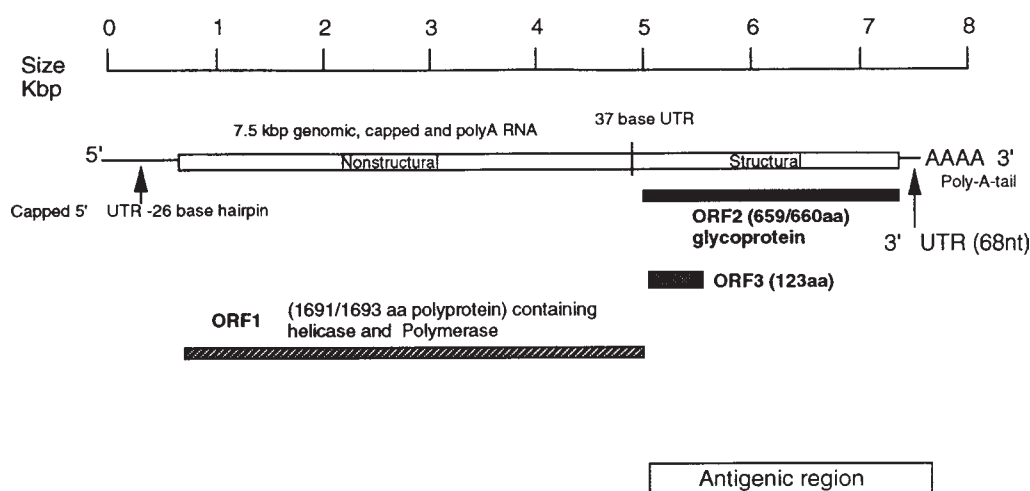 0 1 2 3 4 5 6 7 8
Size
Kbp
7.5 kbp genomic, capped and polyA RNA
37 base UTR
5'
Nonstructural
Structural
AAAA 3'
Poly-A-tail
Capped 5' UTR -26 base hairpin
ORF2 (659/660aa)
glycoprotein
3' UTR (68nt)
ORF3 (123aa)
ORF1
(1691/1693 aa polyprotein) containing
helicase and Polymerase
Antigenic region